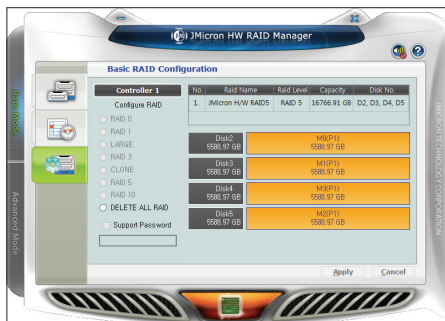 JMicron HW RAID Manager
Basic RAID Configuration
Basic Mode
Advanced Mode
Controller 1
Configure RAID
RAID 0
RAID 1
LARGE
RAID 3
CLONE
RAID 5
RAID 10
DELETE ALL RAID
Support Password
No. Raid Name Raid Level Capacity Disk No.
1. JMicron H/W RAID5 RAID 5 16766.91 GB D2, D3, D4, D5
Disk2 M0(P1)
5588.97 GB 5588.97 GB
Disk3 M1(P1)
5588.97 GB 5588.97 GB
Disk4 M3(P1)
5588.97 GB 5588.97 GB
Disk5 M2(P1)
5588.97 GB 5588.97 GB
Apply Cancel
JMICRON TECHNOLOGY CORPORATION